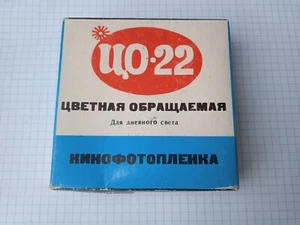 ЦО·22
ЦВЕТНАЯ ОБРАЩАЕМАЯ
Для дневного света
КИНОФОТОПЛЕНКА